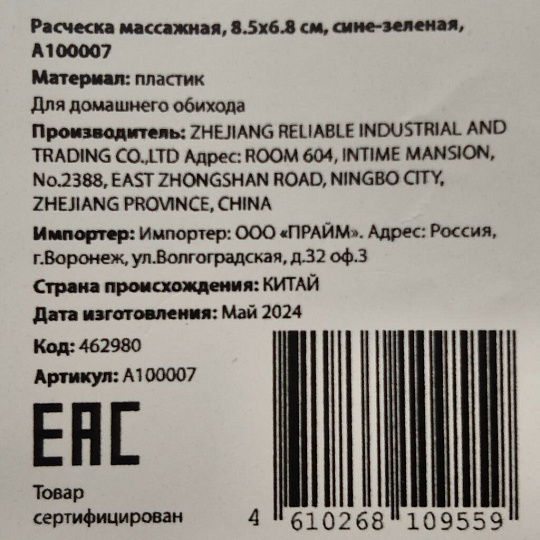 Расческа массажная, 8.5х6.8 см, сине-зеленая,
А100007
Материал: пластик
Для домашнего обихода
Производитель: ZHEJIANG RELIABLE INDUSTRIAL AND
TRADING CO.,LTD Адрес: ROOM 604, INTIME MANSION,
No.2388, EAST ZHONGSHAN ROAD, NINGBO CITY,
ZHEJIANG PROVINCE, CHINA
Импортер: Импортер: ООО «ПРАЙМ». Адрес: Россия,
г.Воронеж, ул.Волгоградская, д.32 оф.3
Страна происхождения: КИТАЙ
Дата изготовления: Май 2024
Код: 462980
Артикул: А100007
EAC
Товар
сертифицирован
4 610268 109559